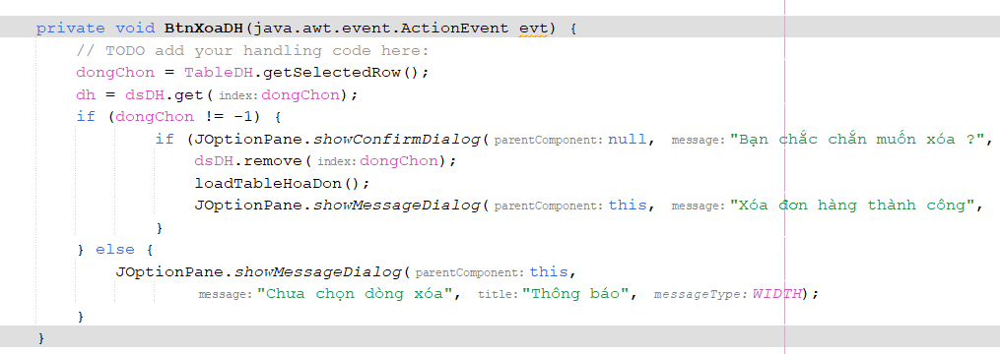 private void BtnXoaDH(java.awt.event.ActionEvent evt) {
// TODO add your handling code here:
dongChon = TableDH.getSelectedRow();
dh = dsDH.get(index:dongChon);
if (dongChon != -1) {
if (JOptionPane.showConfirmDialog(parentComponent:null, message:"Bạn chắc chắn muốn xóa ?",
dsDH.remove(index:dongChon);
loadTableHoaDon();
JOptionPane.showMessageDialog(parentComponent:this, message:"Xóa đơn hàng thành công",
}
} else {
JOptionPane.showMessageDialog(parentComponent:this,
message:"Chưa chọn dòng xóa", title:"Thông báo", messageType:WIDTH);
}
}